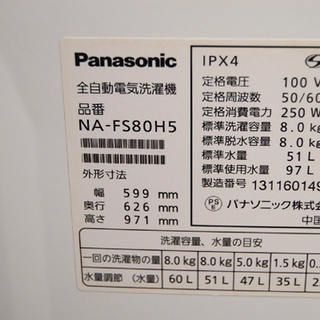 Panasonic
全自動電気洗濯機
品番
NA-FS80H5
外形寸法
幅 599 mm
奥行 626 mm
高さ 971 mm
IPX4
定格電圧 100 V
定格周波数 50/60
定格消費電力 250 W
標準洗濯容量 8.0 k
標準脱水容量 8.0 k
標準水量 51 L
標準使用水量 97 L
製造番号 131160149
PS E パナソニック株式会
中国
洗濯容量、水量の目安
一回の洗濯容量 8.0 kg 8.0 kg 5.0 kg 1.5 kg 0.
水量調節 (水量) 60 L 51 L 47 L 35 L 2